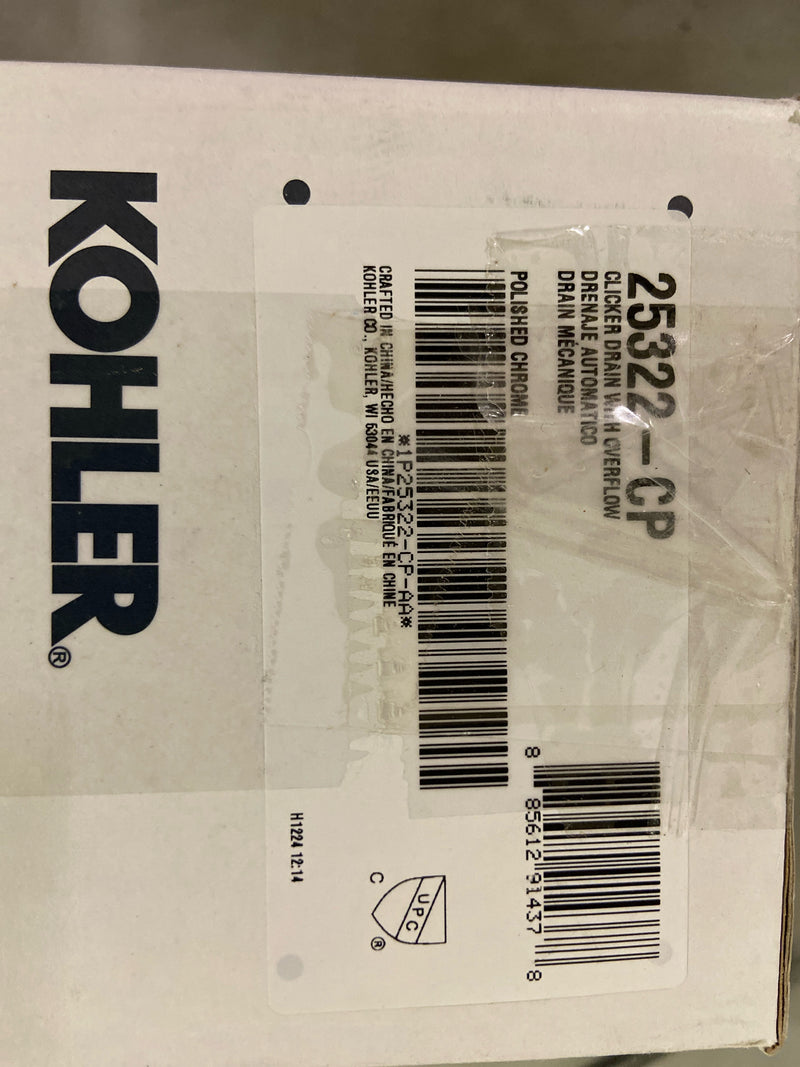 25322-CP
CLICKER DRAIN WITH OVERFLOW
DRENAJE AUTOMATICO
DRAIN MÉCANIQUE
POLISHED CHROME
8 85612 91437 8
*1P25322-CP-AA*
CRAFTED IN CHINA/HECHO EN CHINA/FABRIQUE EN CHINE
KOHLER CO., KOHLER, WI 53044 USA/EEUU
UPC
C ®
H1224 12:14
KOHLER®